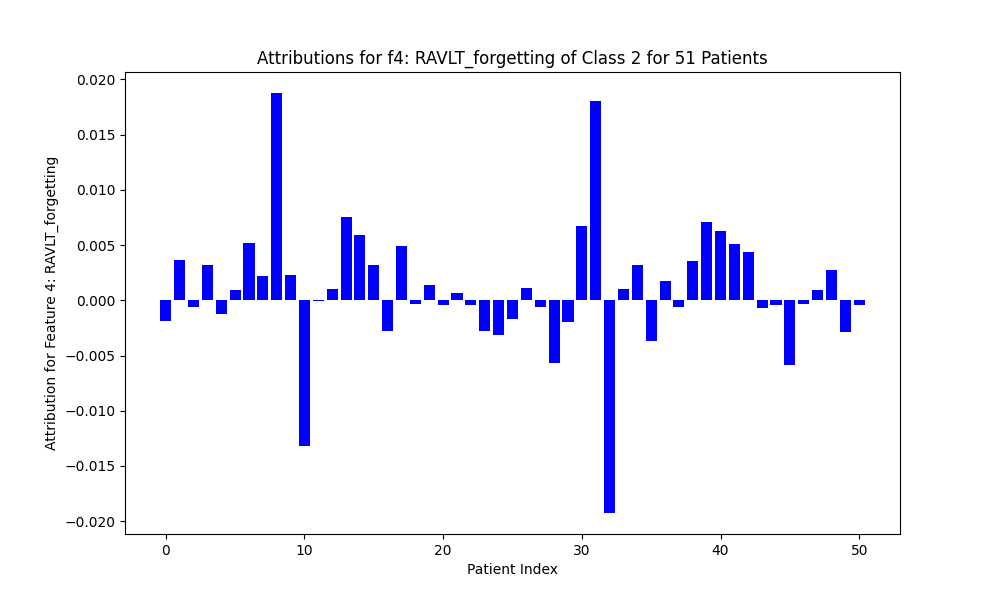 Attributions for f4: RAVLT_forgetting of Class 2 for 51 Patients
Attribution for Feature 4: RAVLT_forgetting
0.020
0.015
0.010
0.005
0.000
−0.005
−0.010
−0.015
−0.020
0 10 20 30 40 50
Patient Index